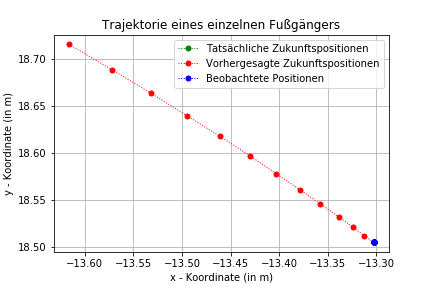 Trajektorie eines einzelnen Fußgängers
Tatsächliche Zukunftspositionen
Vorhergesagte Zukunftspositionen
Beobachtete Positionen
y - Koordinate (in m)
18.70
18.65
18.60
18.55
18.50
−13.60 −13.55 −13.50 −13.45 −13.40 −13.35 −13.30
x - Koordinate (in m)